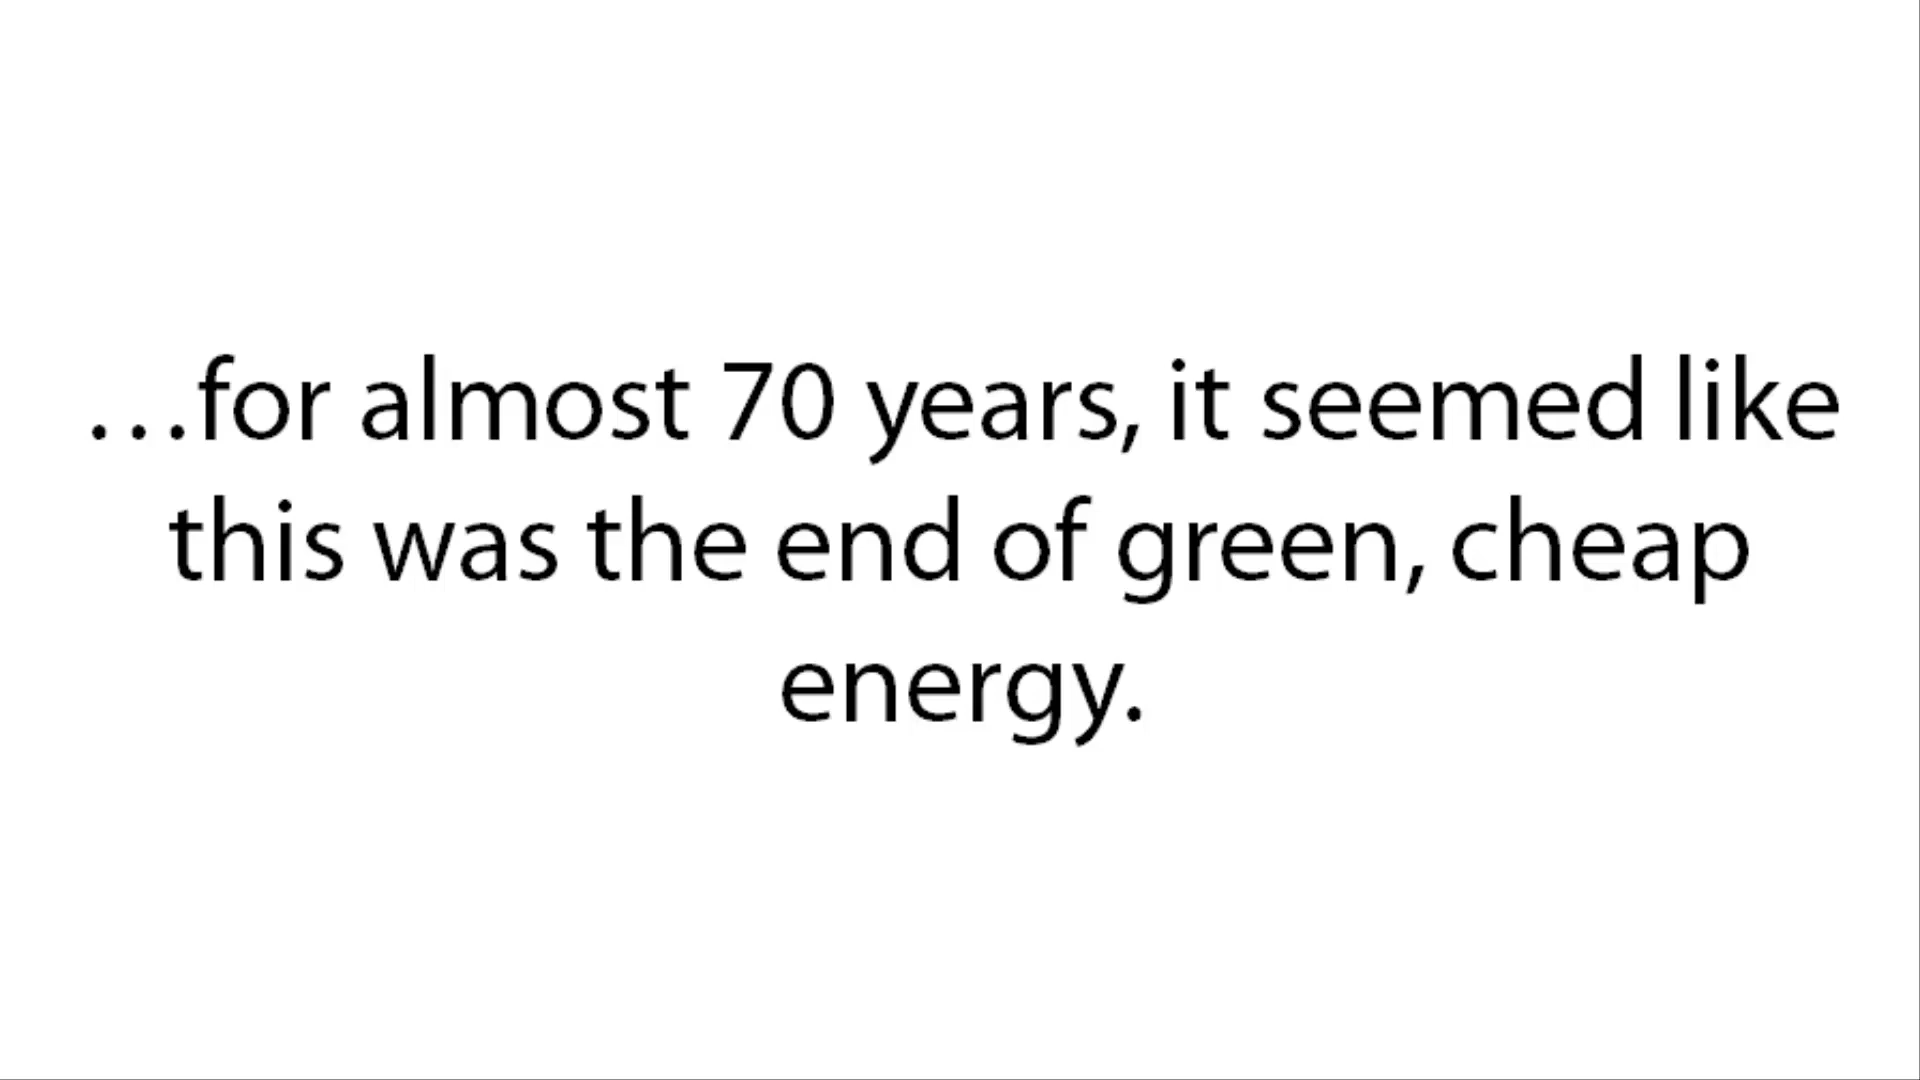 ...for almost 70 years, it seemed like
this was the end of green, cheap
energy.